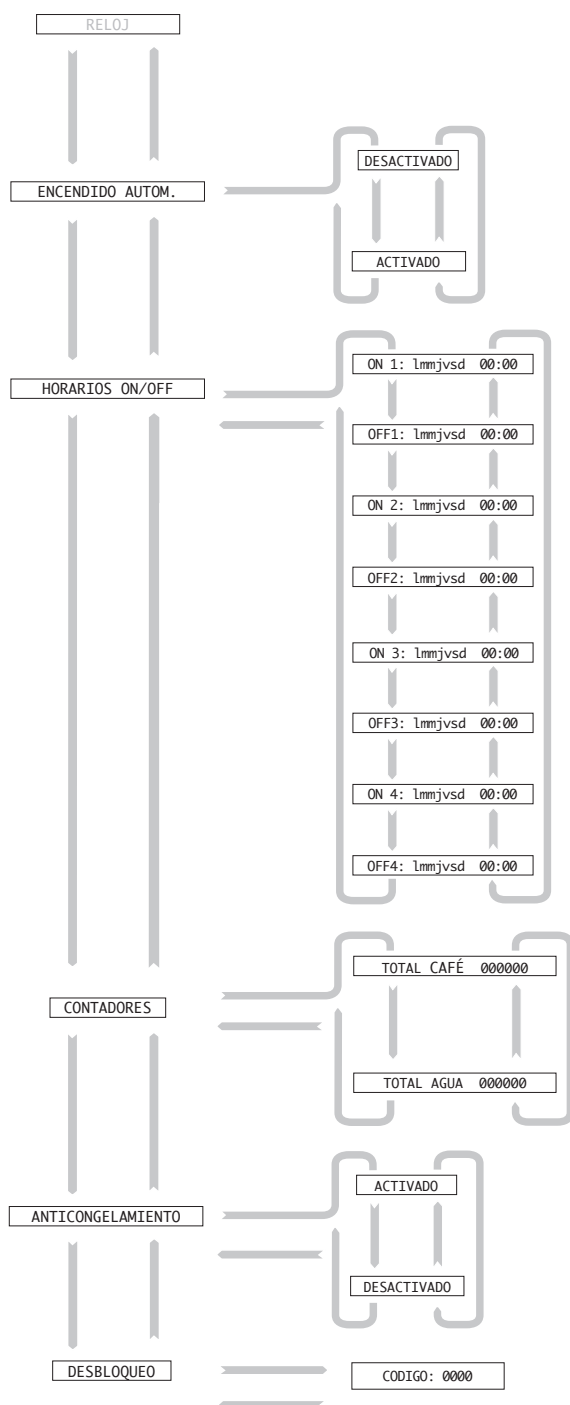 RELOJ
ENCENDIDO AUTOM.
DESACTIVADO
ACTIVADO
HORARIOS ON/OFF
ON 1: lmmjvsd 00:00
OFF1: lmmjvsd 00:00
ON 2: lmmjvsd 00:00
OFF2: lmmjvsd 00:00
ON 3: lmmjvsd 00:00
OFF3: lmmjvsd 00:00
ON 4: lmmjvsd 00:00
OFF4: lmmjvsd 00:00
CONTADORES
TOTAL CAFÉ 000000
TOTAL AGUA 000000
ANTICONGELAMIENTO
ACTIVADO
DESACTIVADO
DESBLOQUEO
CODIGO: 0000